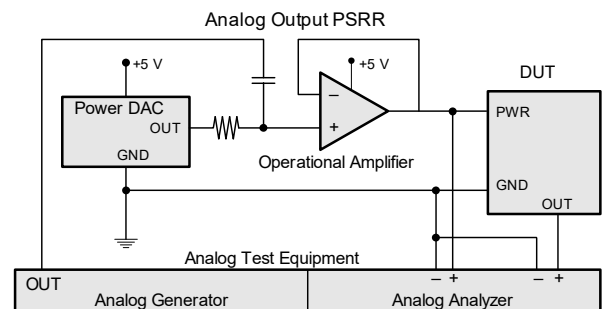 Analog Output PSRR
+5 V
+5 V
DUT
Power DAC
OUT
GND
–
+
Operational Amplifier
PWR
GND
OUT
Analog Test Equipment
– +
– +
OUT
Analog Generator
Analog Analyzer